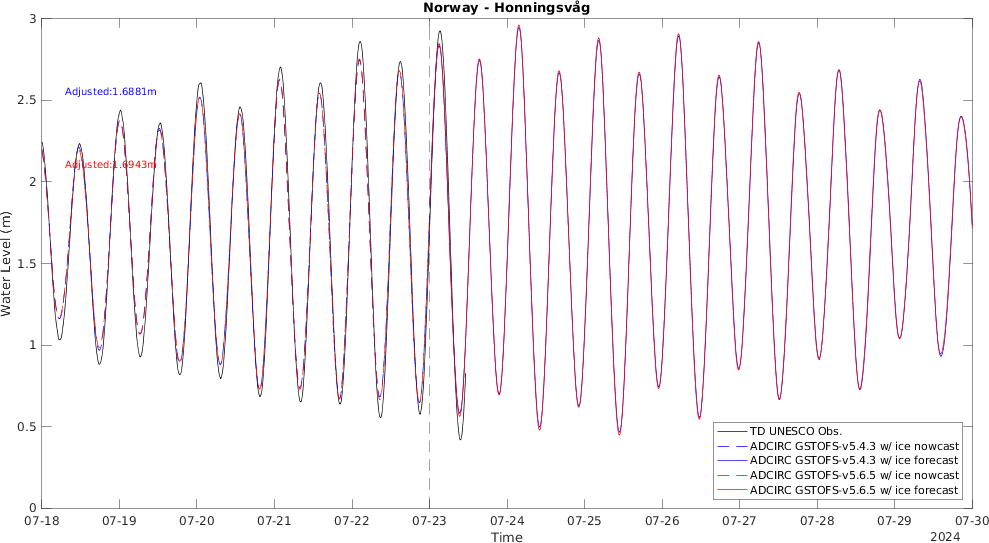 Norway - Honningsvåg
Water Level (m)
3
2.5
2
1.5
1
0.5
0
Adjusted:1.6881m
Adjusted:1.6943m
TD UNESCO Obs.
ADCIRC GSTOFS-v5.4.3 w/ ice nowcast
ADCIRC GSTOFS-v5.4.3 w/ ice forecast
ADCIRC GSTOFS-v5.6.5 w/ ice nowcast
ADCIRC GSTOFS-v5.6.5 w/ ice forecast
07-18 07-19 07-20 07-21 07-22 07-23 07-24 07-25 07-26 07-27 07-28 07-29 07-30
Time
2024